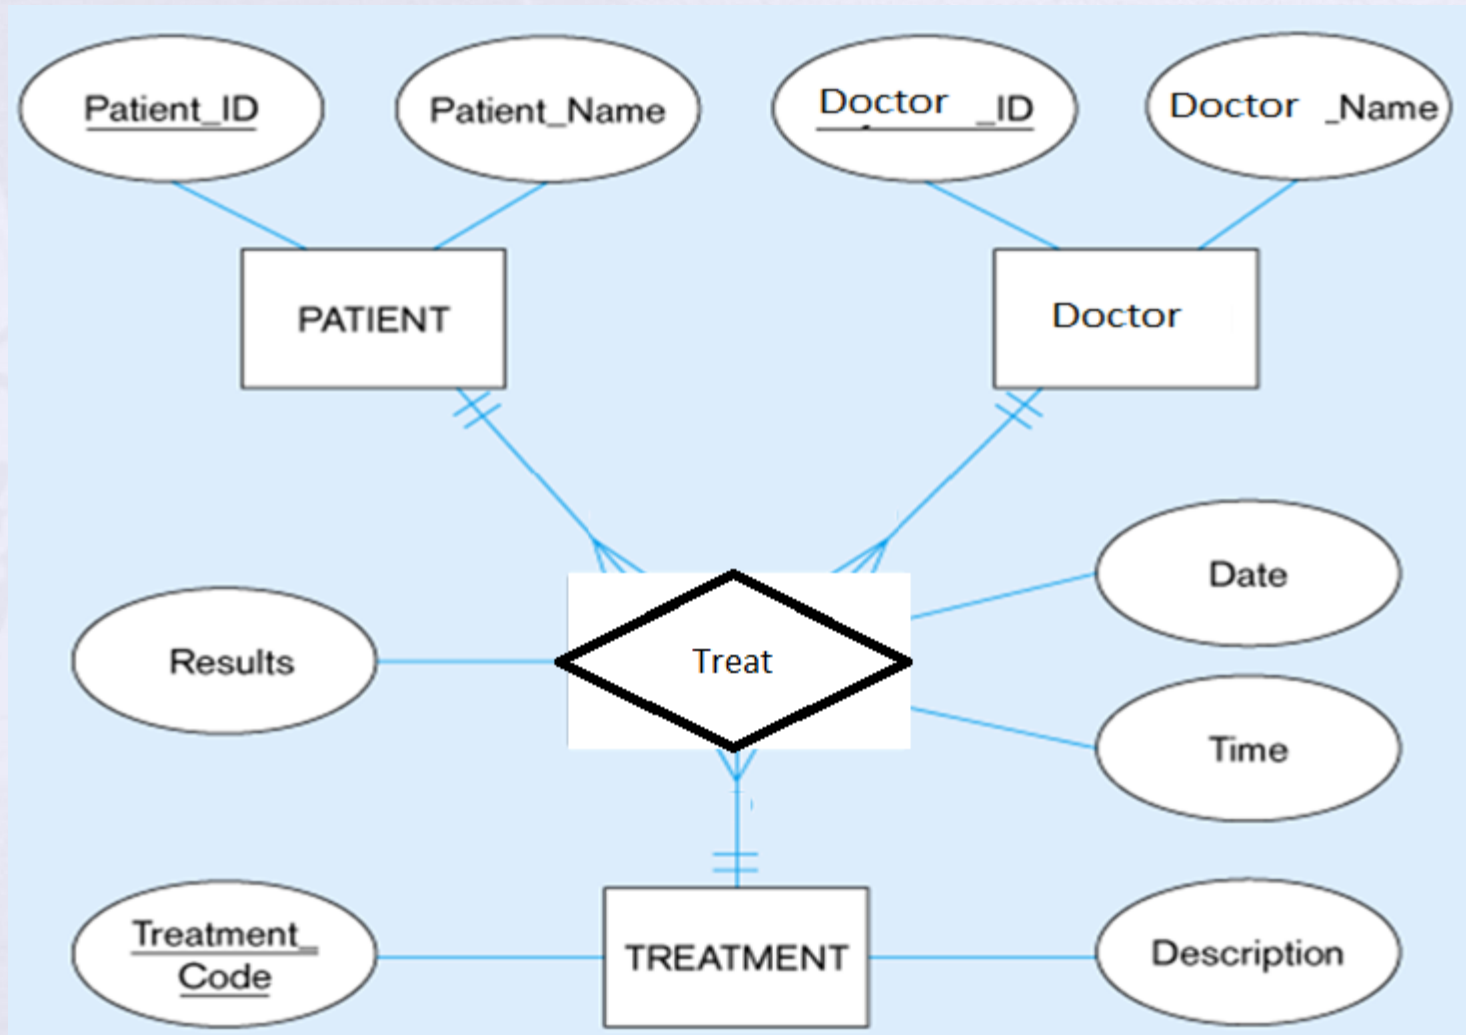 Patient_ID
Patient_Name
Doctor _ID
Doctor _Name
PATIENT
Doctor
Date
Results
Treat
Time
Treatment_
Code
TREATMENT
Description